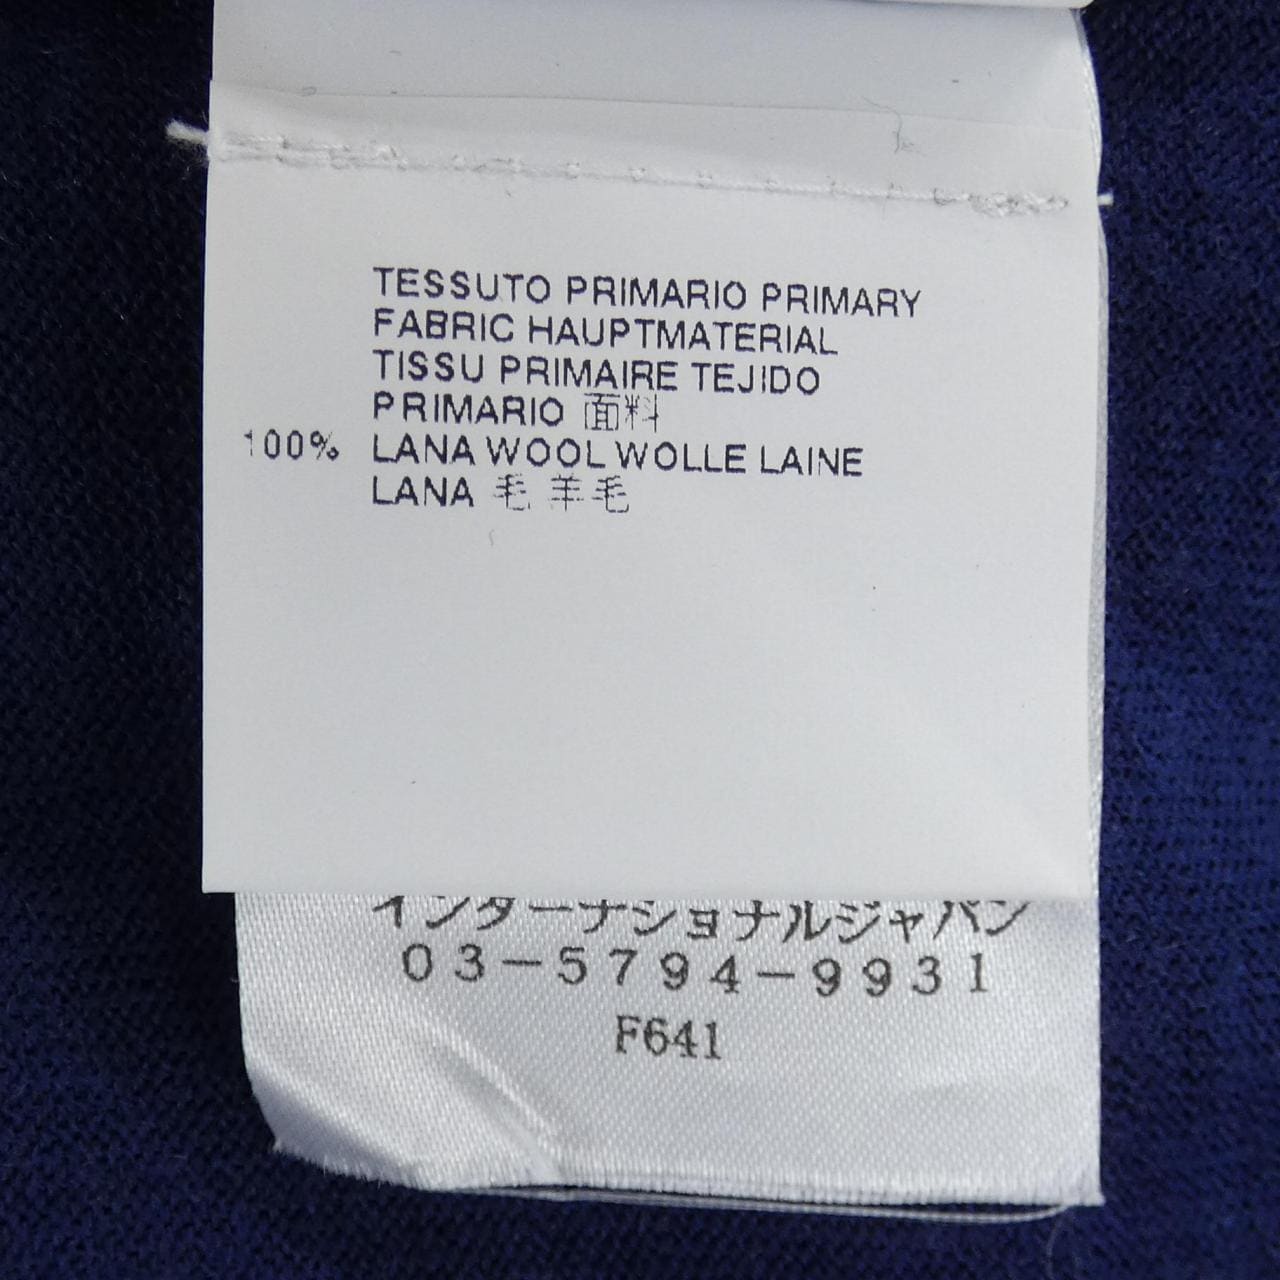 TESSUTO PRIMARIO PRIMARY
FABRIC HAUPTMATERIAL
TISSU PRIMAIRE TEJIDO
PRIMARIO 面料
100% LANA WOOL WOLLE LAINE
LANA 毛 羊毛
インターナショナルジャパン
03-5794-9931
F641